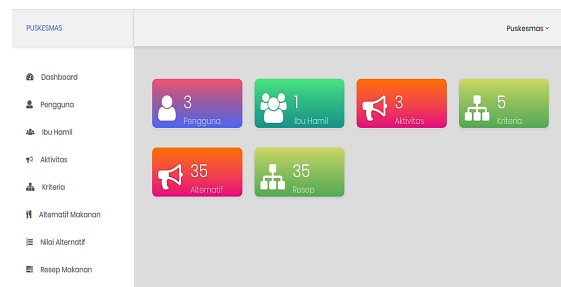 PUSKESMAS
Puskesmas
Dashboard
Pengguna
Ibu Hamil
Aktivitas
Kriteria
Alternatif Makanan
Nilai Alternatif
Resep Makanan
3
Pengguna
1
Ibu Hamil
3
Aktivitas
5
Kriteria
35
Alternatif
35
Resep